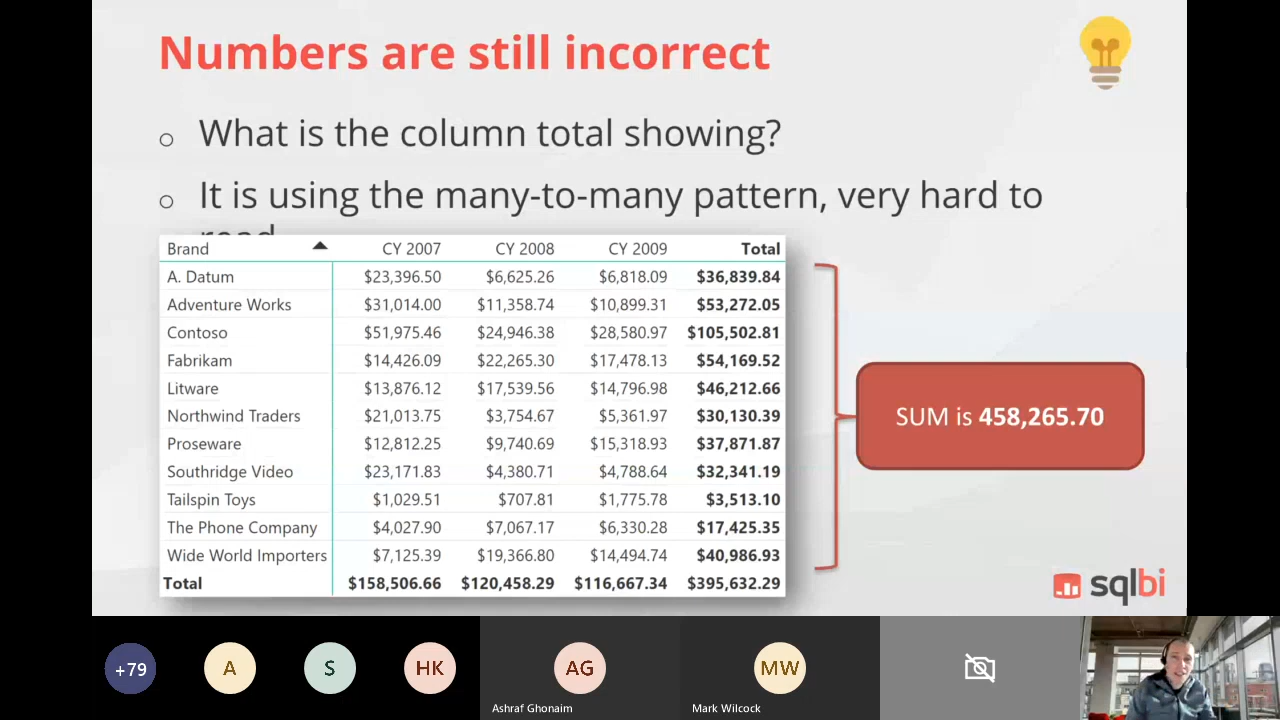 Numbers are still incorrect
o What is the column total showing?
o It is using the many-to-many pattern, very hard to
read
Brand CY 2007 CY 2008 CY 2009 Total
A. Datum $23,396.50 $6,625.26 $6,818.09 $36,839.84
Adventure Works $31,014.00 $11,358.74 $10,899.31 $53,272.05
Contoso $51,975.46 $24,946.38 $28,580.97 $105,502.81
Fabrikam $14,426.09 $22,265.30 $17,478.13 $54,169.52
Litware $13,876.12 $17,539.56 $14,796.98 $46,212.66
Northwind Traders $21,013.75 $3,754.67 $5,361.97 $30,130.39
Proseware $12,812.25 $9,740.69 $15,318.93 $37,871.87
Southridge Video $23,171.83 $4,380.71 $4,788.64 $32,341.19
Tailspin Toys $1,029.51 $707.81 $1,775.78 $3,513.10
The Phone Company $4,027.90 $7,067.17 $6,330.28 $17,425.35
Wide World Importers $7,125.39 $19,366.80 $14,494.74 $40,986.93
Total $158,506.66 $120,458.29 $116,667.34 $395,632.29
SUM is 458,265.70
sqlbi
+79 A S HK AG MW
Ashraf Ghonaim Mark Wilcock